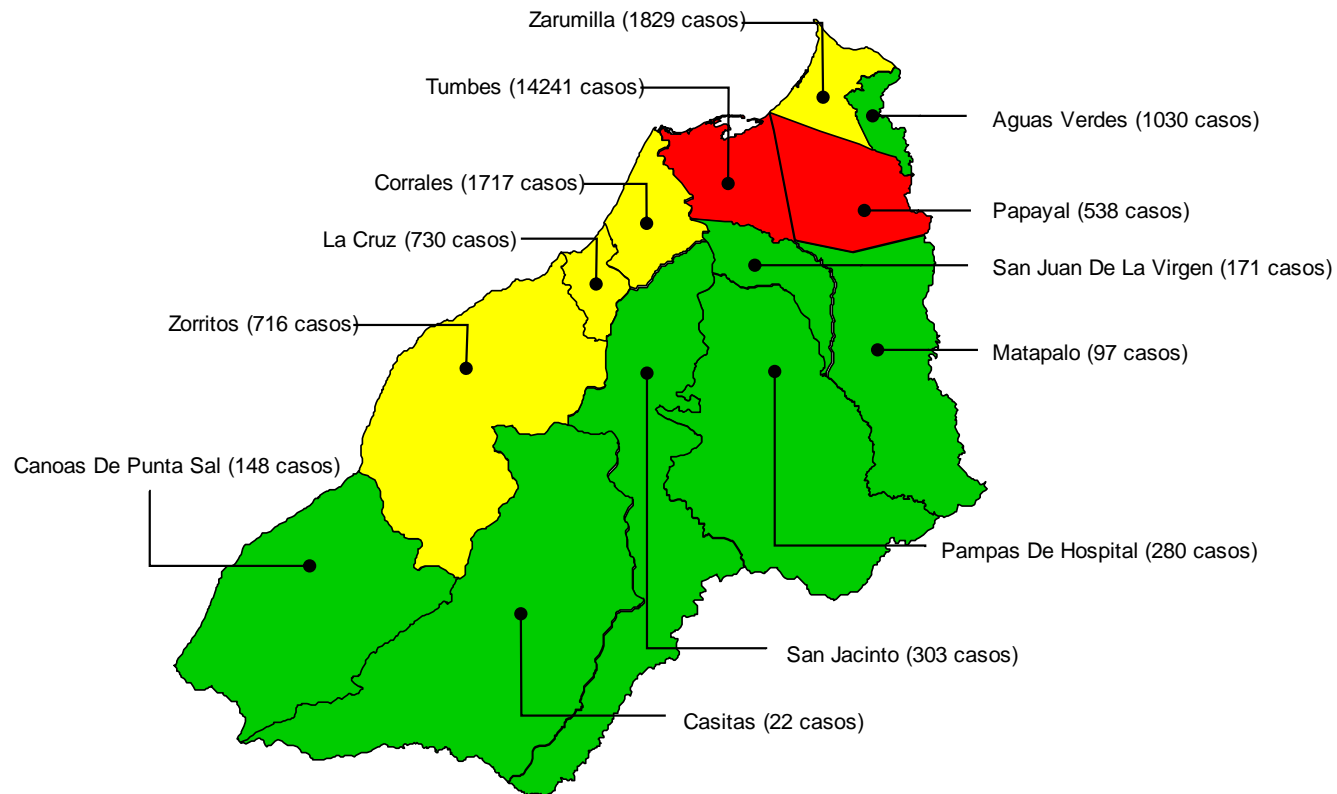 Zarumilla (1829 casos)
Tumbes (14241 casos)
Aguas Verdes (1030 casos)
Corrales (1717 casos)
Papayal (538 casos)
La Cruz (730 casos)
San Juan De La Virgen (171 casos)
Zorritos (716 casos)
Matapalo (97 casos)
Canoas De Punta Sal (148 casos)
Pampas De Hospital (280 casos)
San Jacinto (303 casos)
Casitas (22 casos)